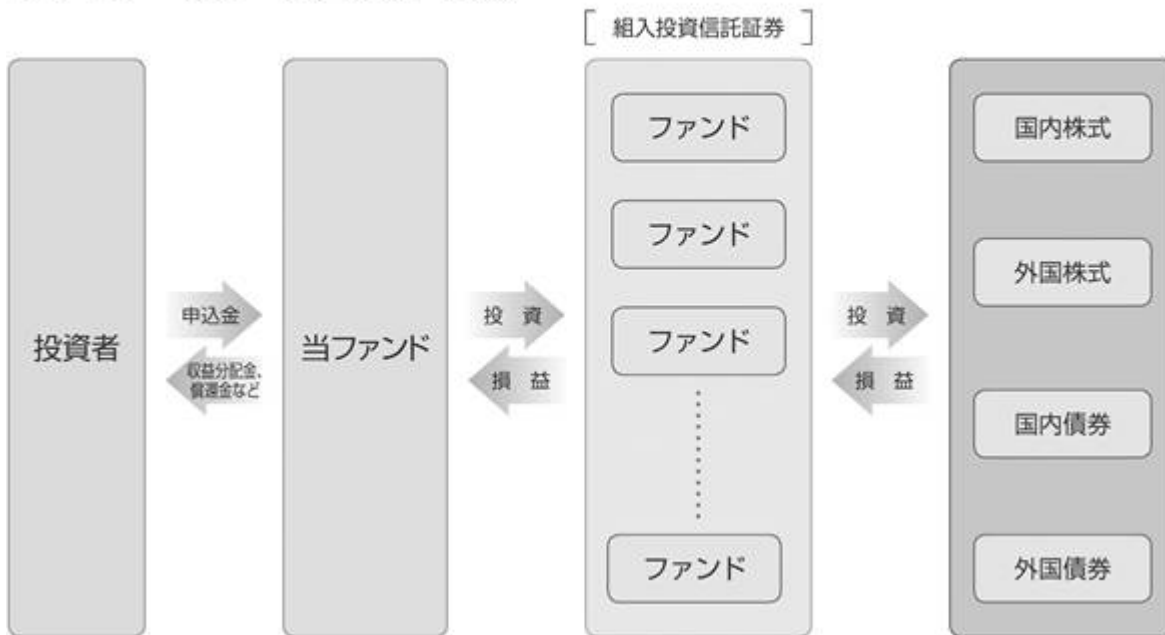 [組入投資信託証券]
投資者
申込金
収益分配金、
償還金など
当ファンド
投 資
損 益
ファンド
ファンド
ファンド
ファンド
投 資
損 益
国内株式
外国株式
国内債券
外国債券